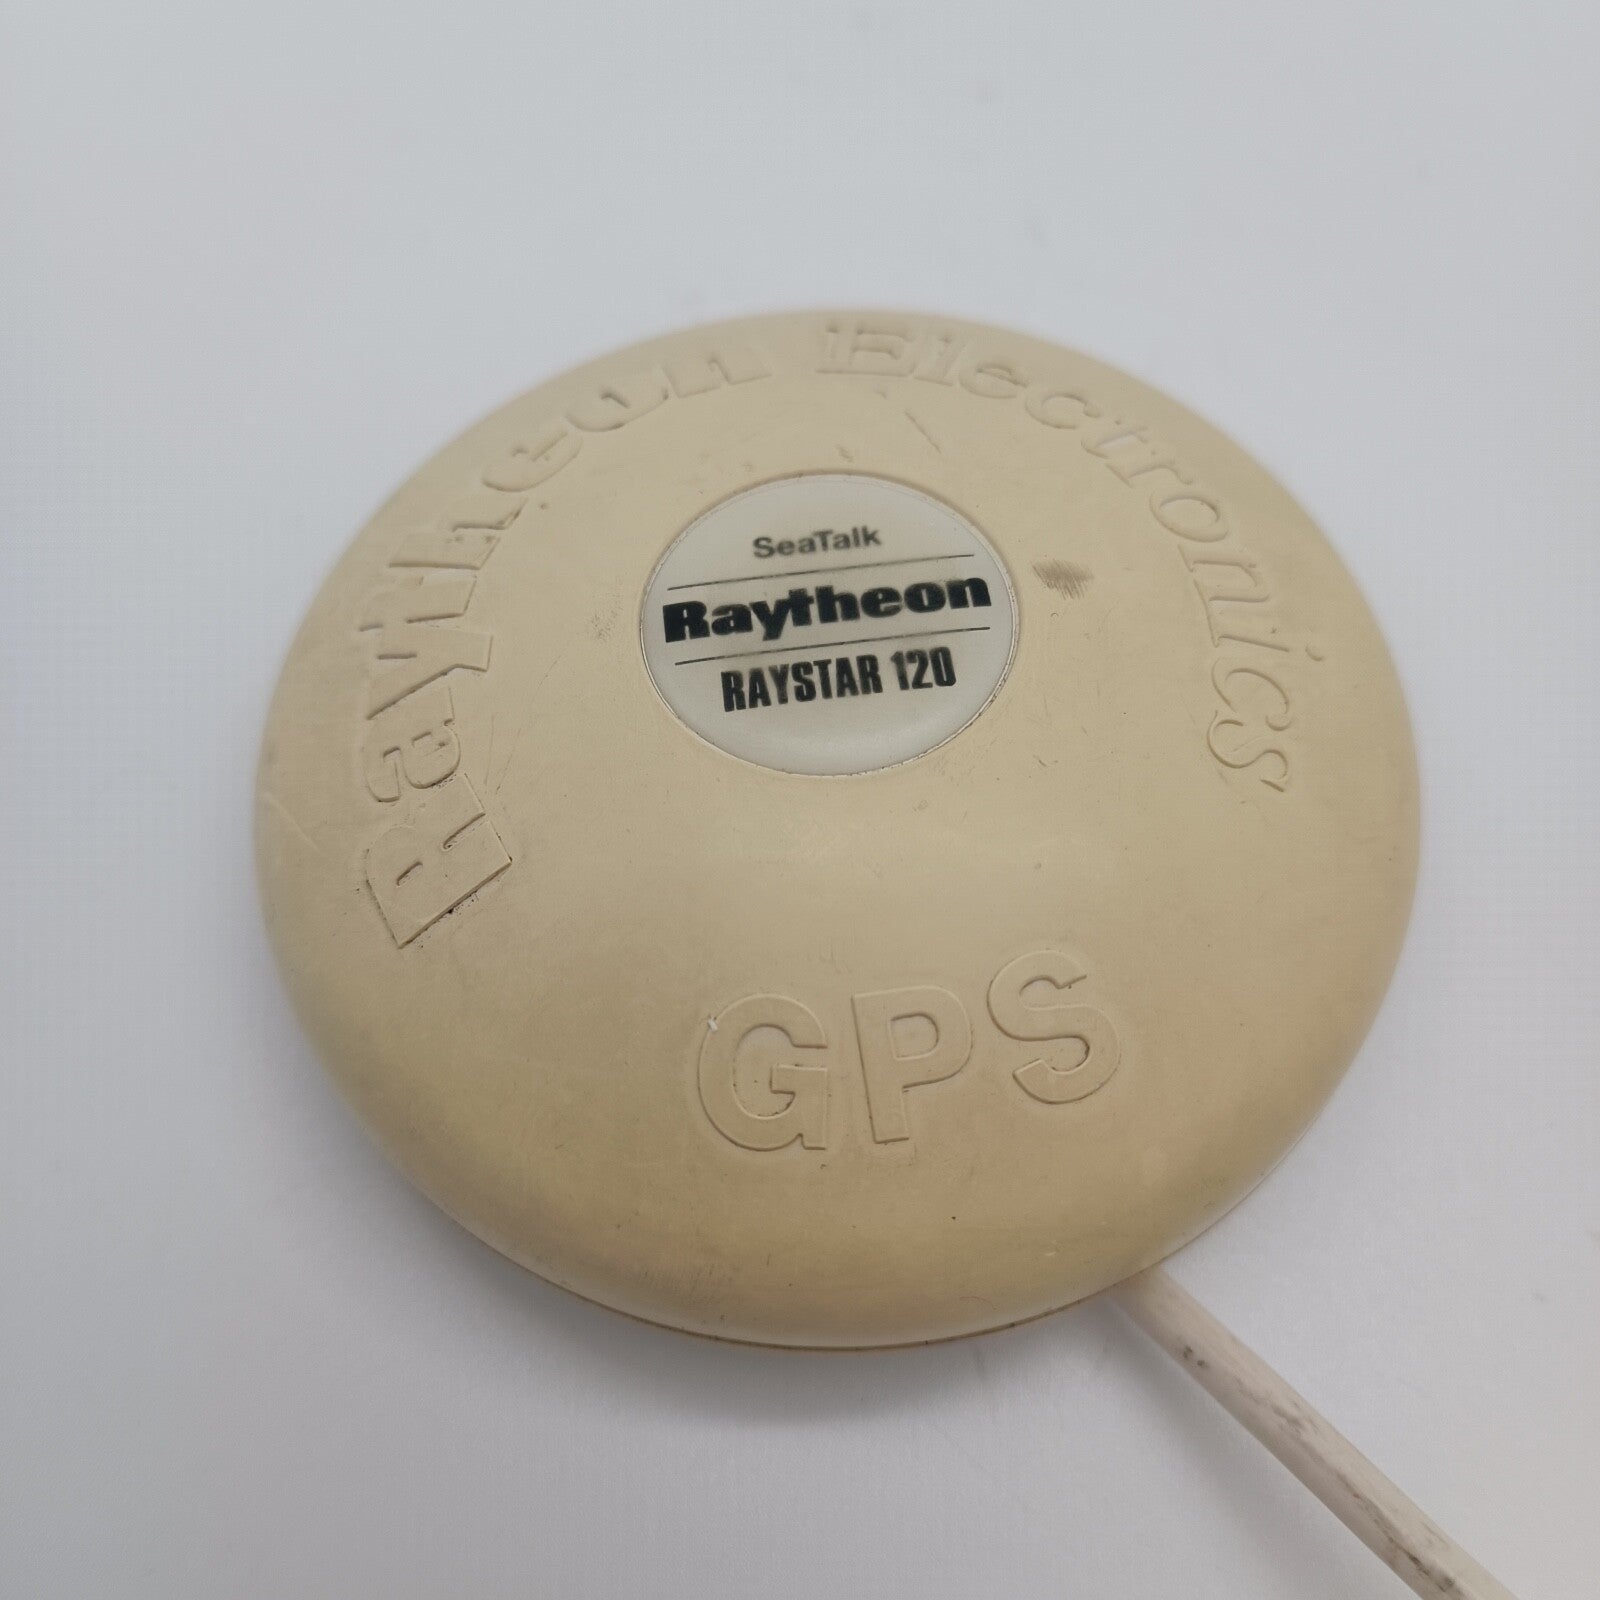 Raytheon Electronics
SeaTalk
Raytheon
RAYSTAR 120
GPS